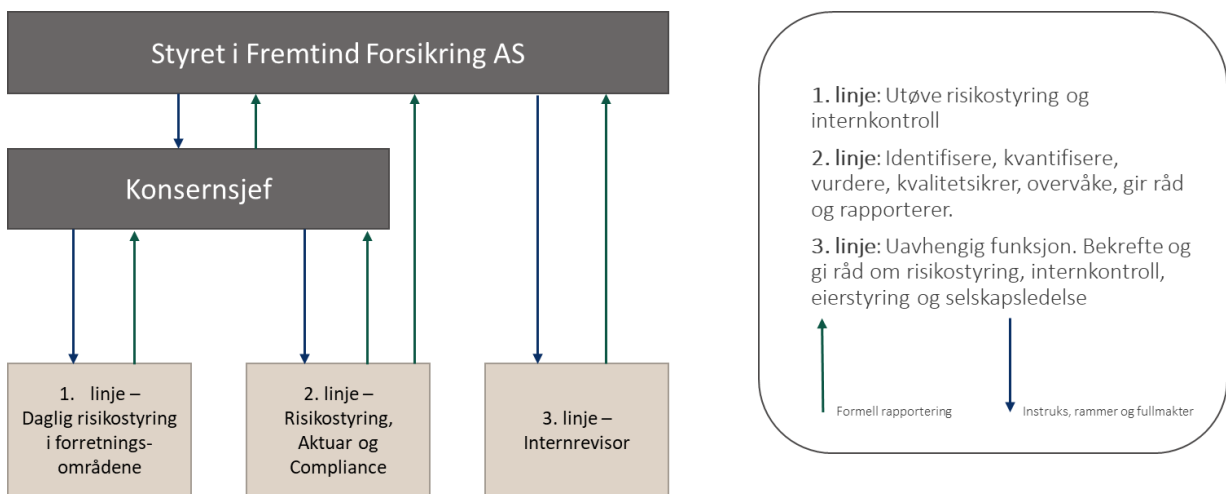 Styret i Fremtind Forsikring AS
Konsernsjef
1. linje –
Daglig risikostyring
i forretnings-
områdene
2. linje –
Risikostyring,
Aktuar og
Compliance
3. linje –
Internrevisor
1. linje: Utøve risikostyring og
internkontroll
2. linje: Identifisere, kvantifisere,
vurdere, kvalitetsikrer, overvåke, gir råd
og rapporterer.
3. linje: Uavhengig funksjon. Bekrefte og
gi råd om risikostyring, internkontroll,
eierstyring og selskapsledelse
Formell rapportering
Instruks, rammer og fullmakter